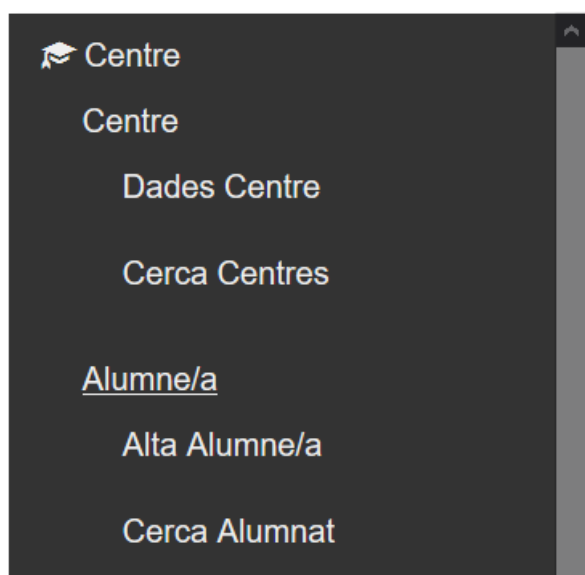 Centre
Centre
Dades Centre
Cerca Centres
Alumne/a
Alta Alumne/a
Cerca Alumnat